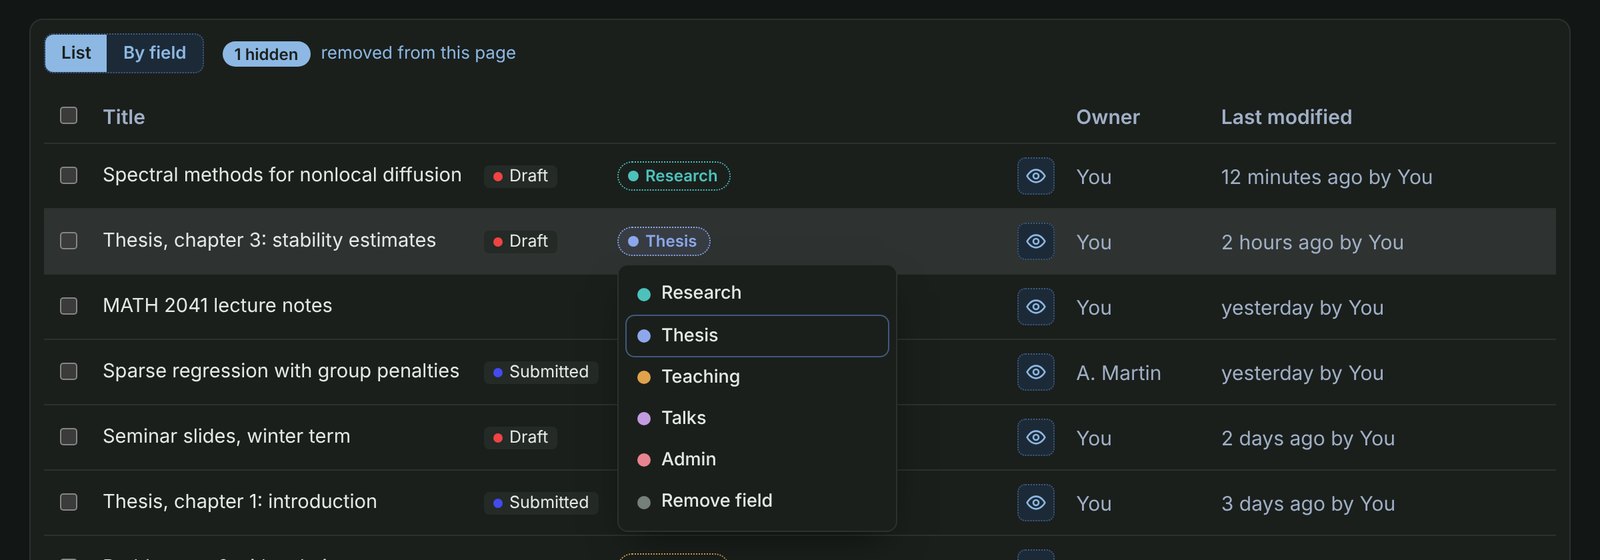 List By field 1 hidden removed from this page
Title Owner Last modified
Spectral methods for nonlocal diffusion Draft Research You 12 minutes ago by You
Thesis, chapter 3: stability estimates Draft Thesis You 2 hours ago by You
Research
MATH 2041 lecture notes You yesterday by You
Thesis
Sparse regression with group penalties Submitted A. Martin yesterday by You
Teaching
Talks
Seminar slides, winter term Draft You 2 days ago by You
Admin
Thesis, chapter 1: introduction Submitted You 3 days ago by You
Remove field